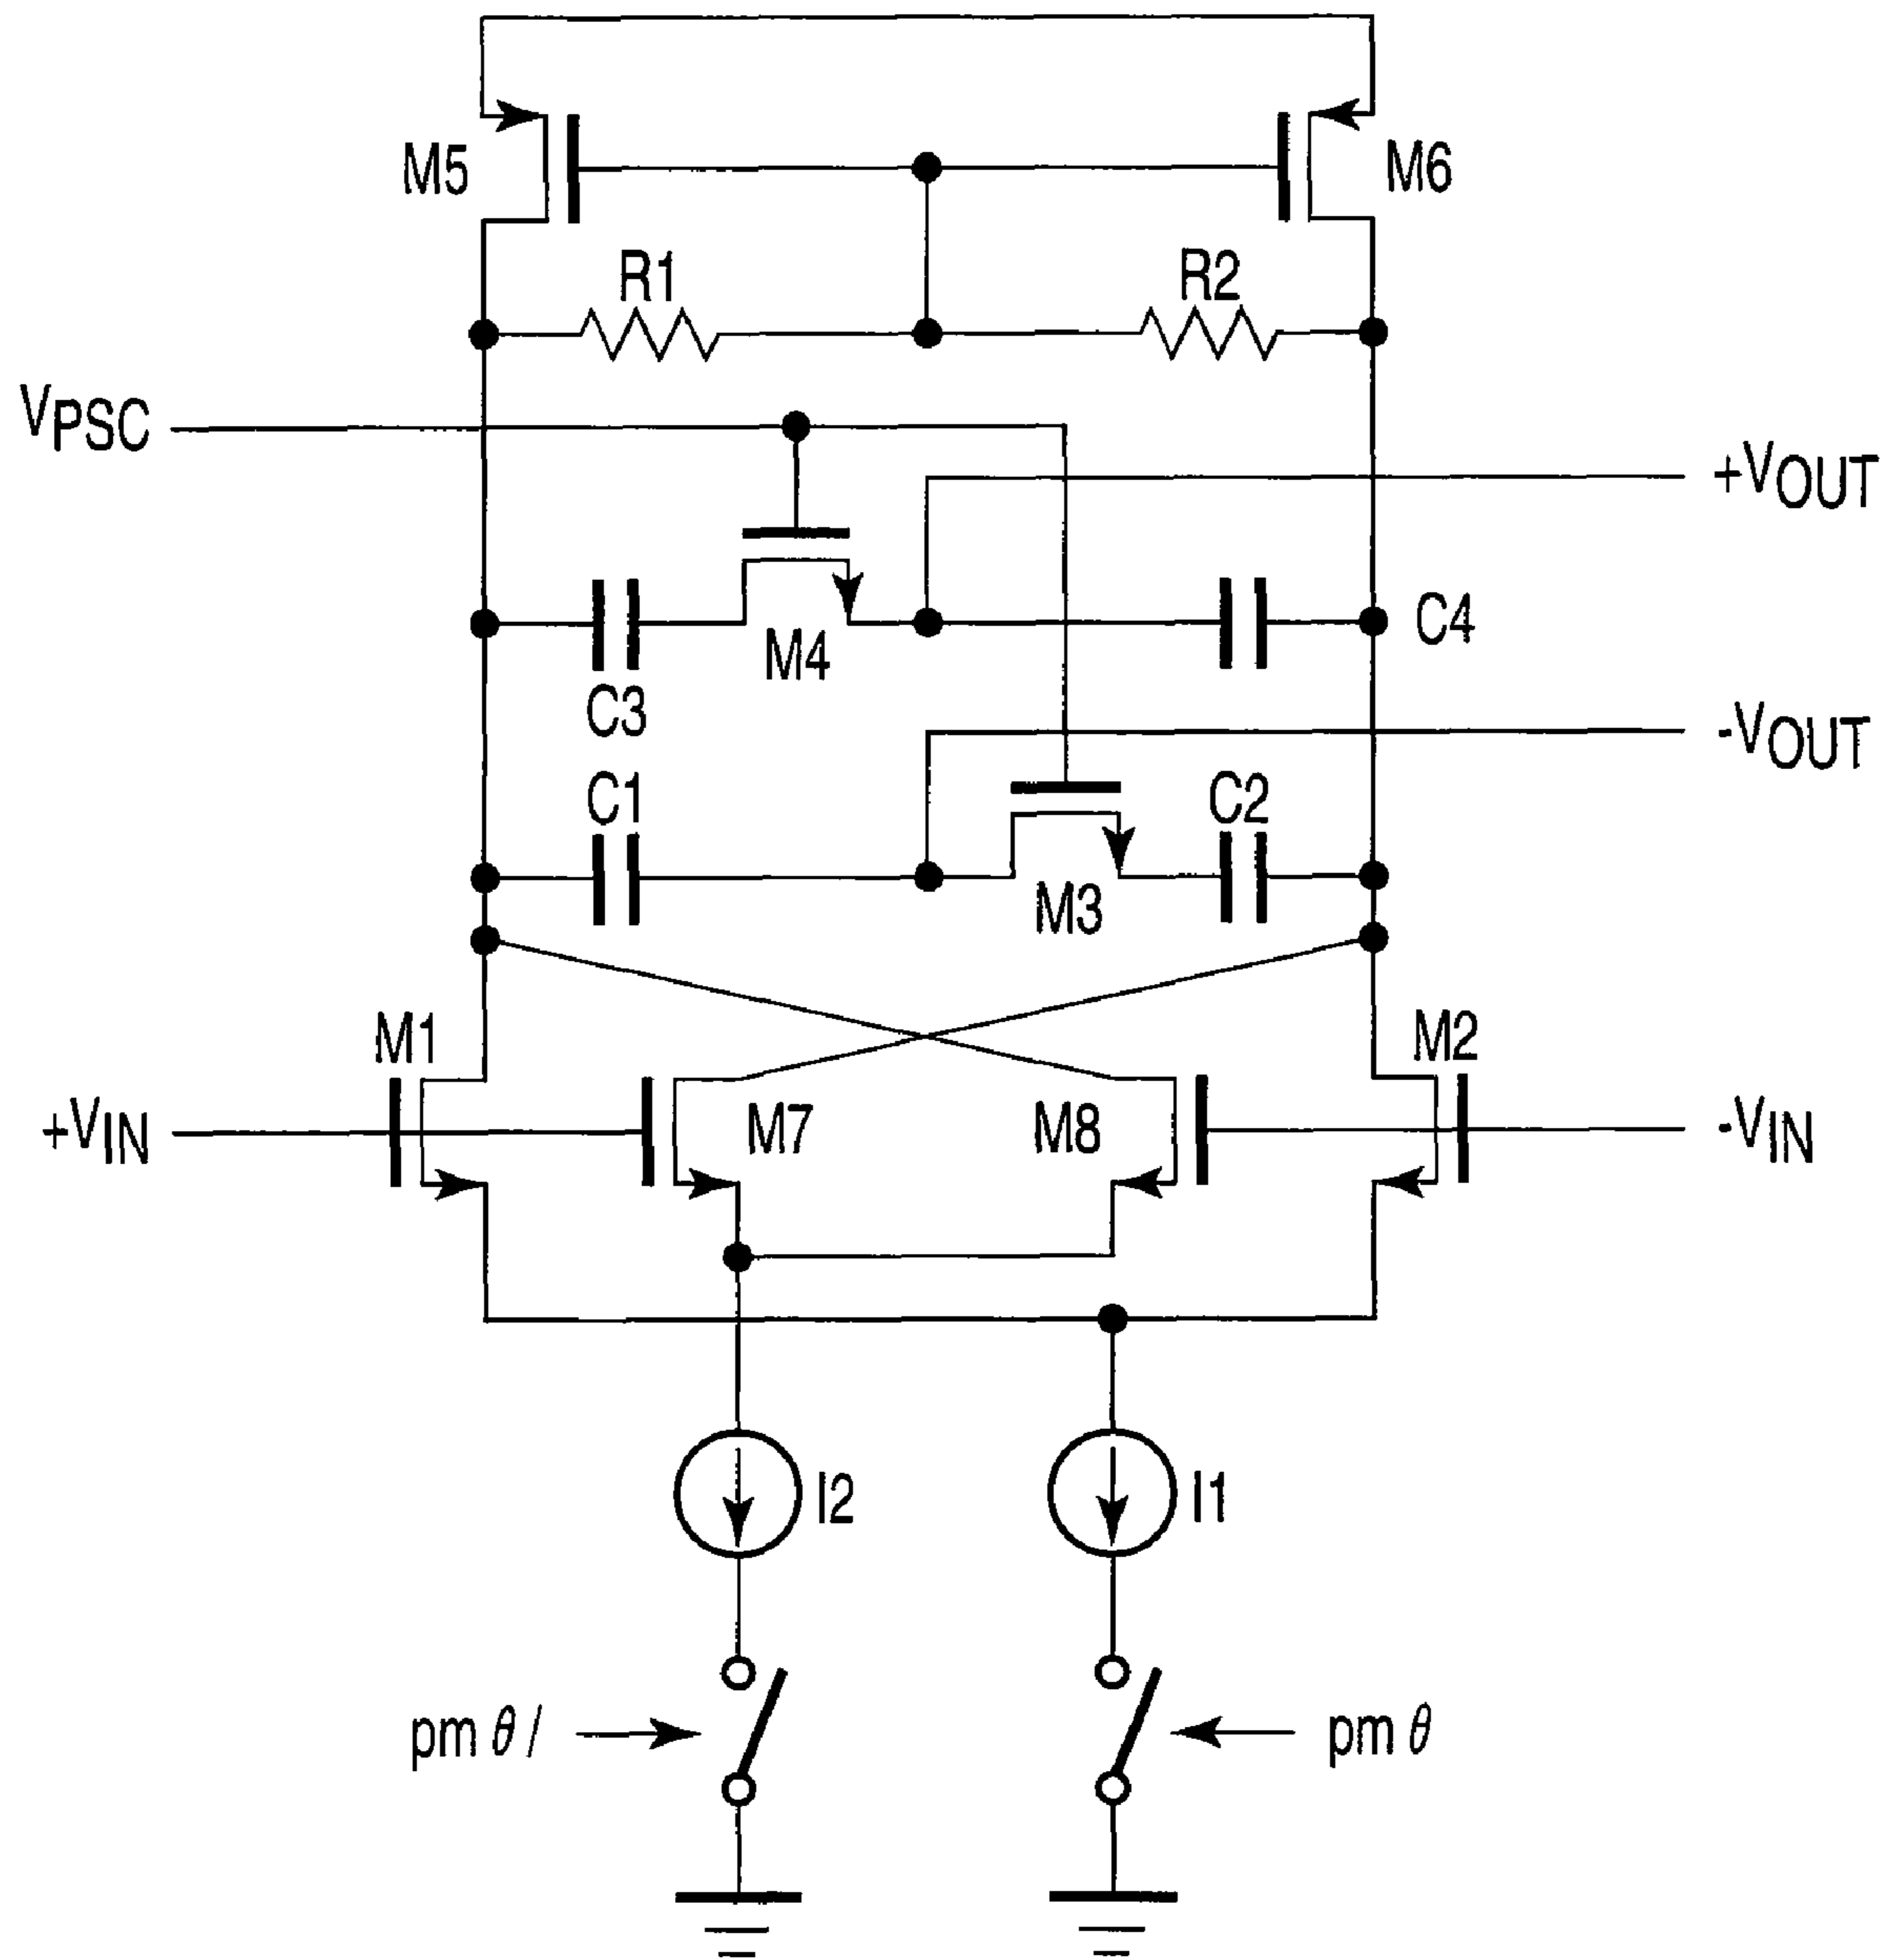 M5
M6
R1
R2
VPSC
+VOUT
M4
C4
C3
-VOUT
C1
C2
M3
M1
M2
+VIN
M7
M8
-VIN
I2
I1
pm θ /
pm θ